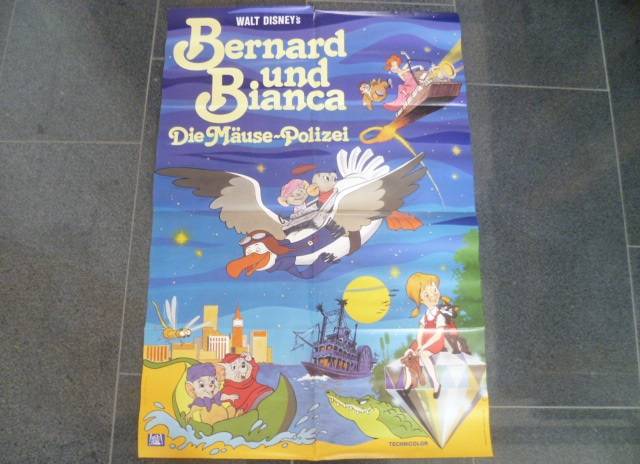 WALT DISNEY's
Bernard
und
Bianca
Die Mäuse-Polizei
TECHNICOLOR